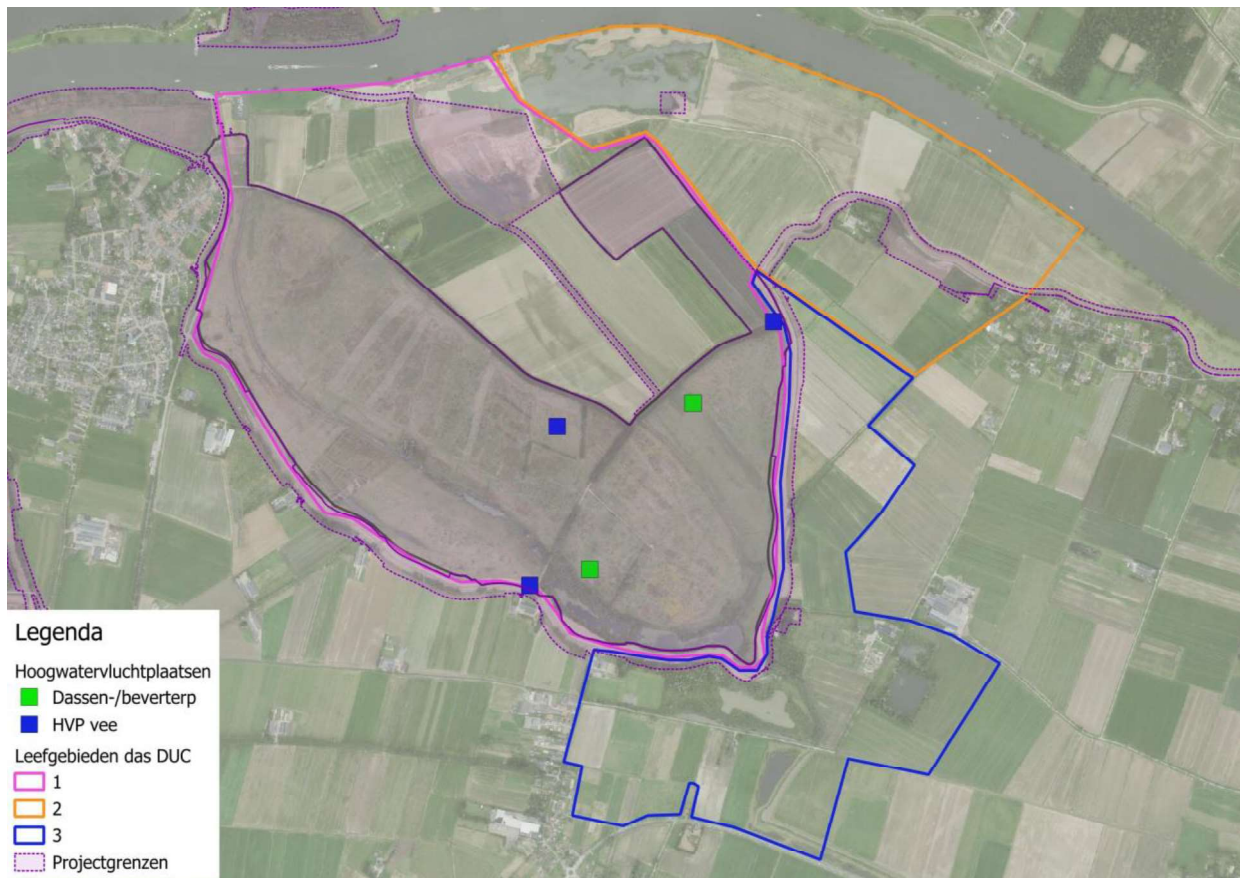 Legenda
Hoogwatervluchtplaatsen
Dassen-/beverterp
HVP vee
Leefgebieden das DUC
1
2
3
Projectgrenzen